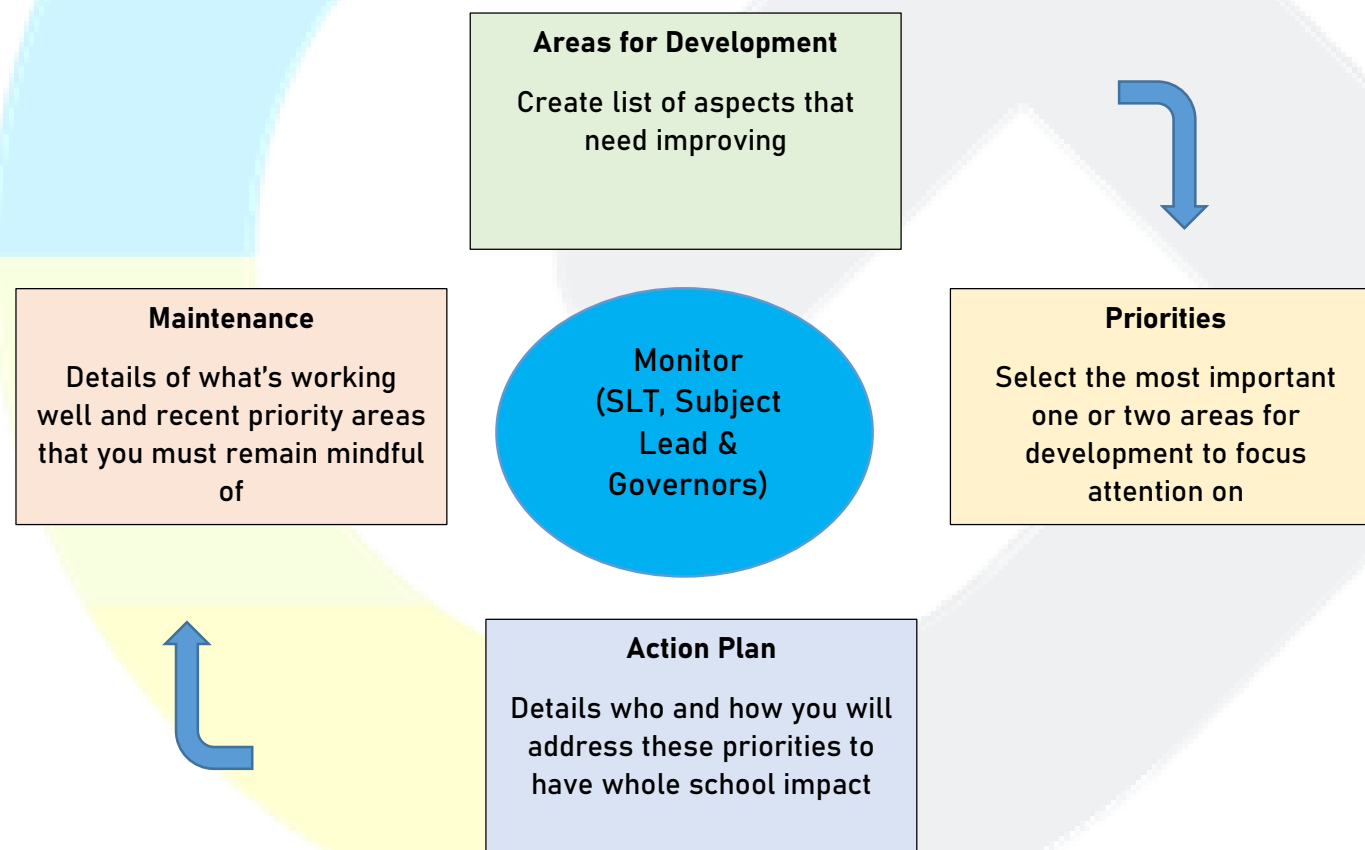 Areas for Development
Create list of aspects that
need improving
Maintenance
Details of what's working
well and recent priority areas
that you must remain mindful
of
Monitor
(SLT, Subject
Lead &
Governors)
Priorities
Select the most important
one or two areas for
development to focus
attention on
Action Plan
Details who and how you will
address these priorities to
have whole school impact